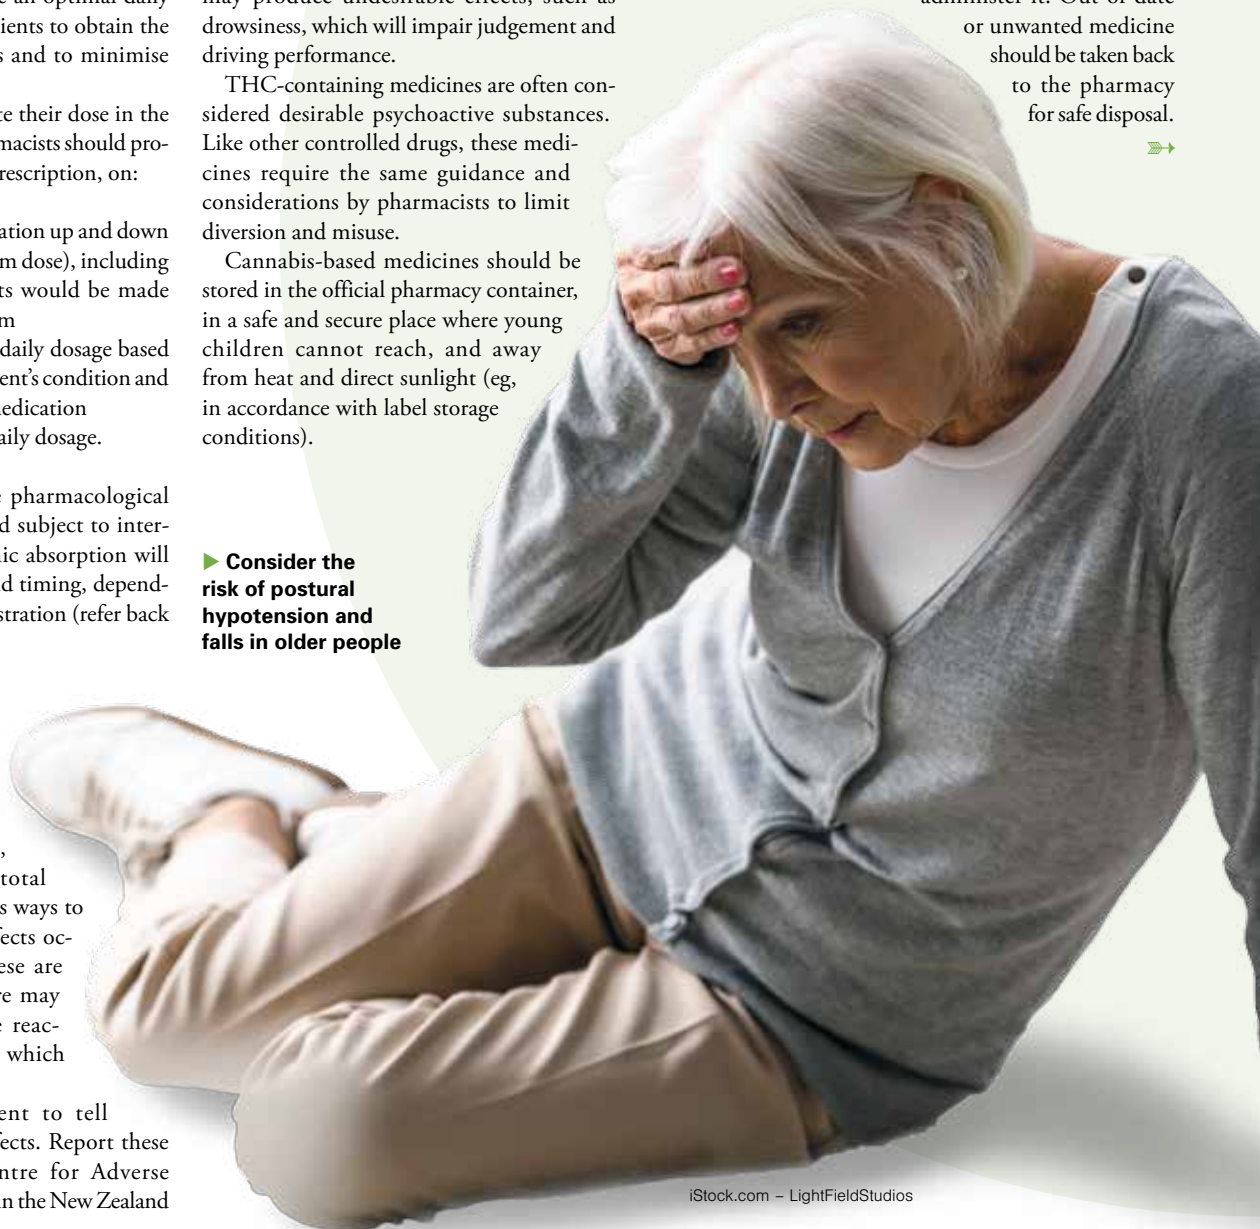 ients to obtain the
s and to minimise
te their dose in the
macists should pro-
rescription, on:
ation up and down
m dose), including
ts would be made
m
daily dosage based
ent's condition and
edication
aily dosage.
e pharmacological
d subject to inter-
ic absorption will
d timing, depend-
stration (refer back
,
total
s ways to
fects oc-
ese are
re may
e reac-
which
ent to tell
fects. Report these
ntre for Adverse
in the New Zealand
may produce undesirable effects, such as
drowsiness, which will impair judgement and
driving performance.
THC-containing medicines are often con-
sidered desirable psychoactive substances.
Like other controlled drugs, these medi-
cines require the same guidance and
considerations by pharmacists to limit
diversion and misuse.
Cannabis-based medicines should be
stored in the official pharmacy container,
in a safe and secure place where young
children cannot reach, and away
from heat and direct sunlight (eg,
in accordance with label storage
conditions).
▶ Consider the
risk of postural
hypotension and
falls in older people
administer it. Out-of-date
or unwanted medicine
should be taken back
to the pharmacy
for safe disposal.
iStock.com – LightFieldStudios